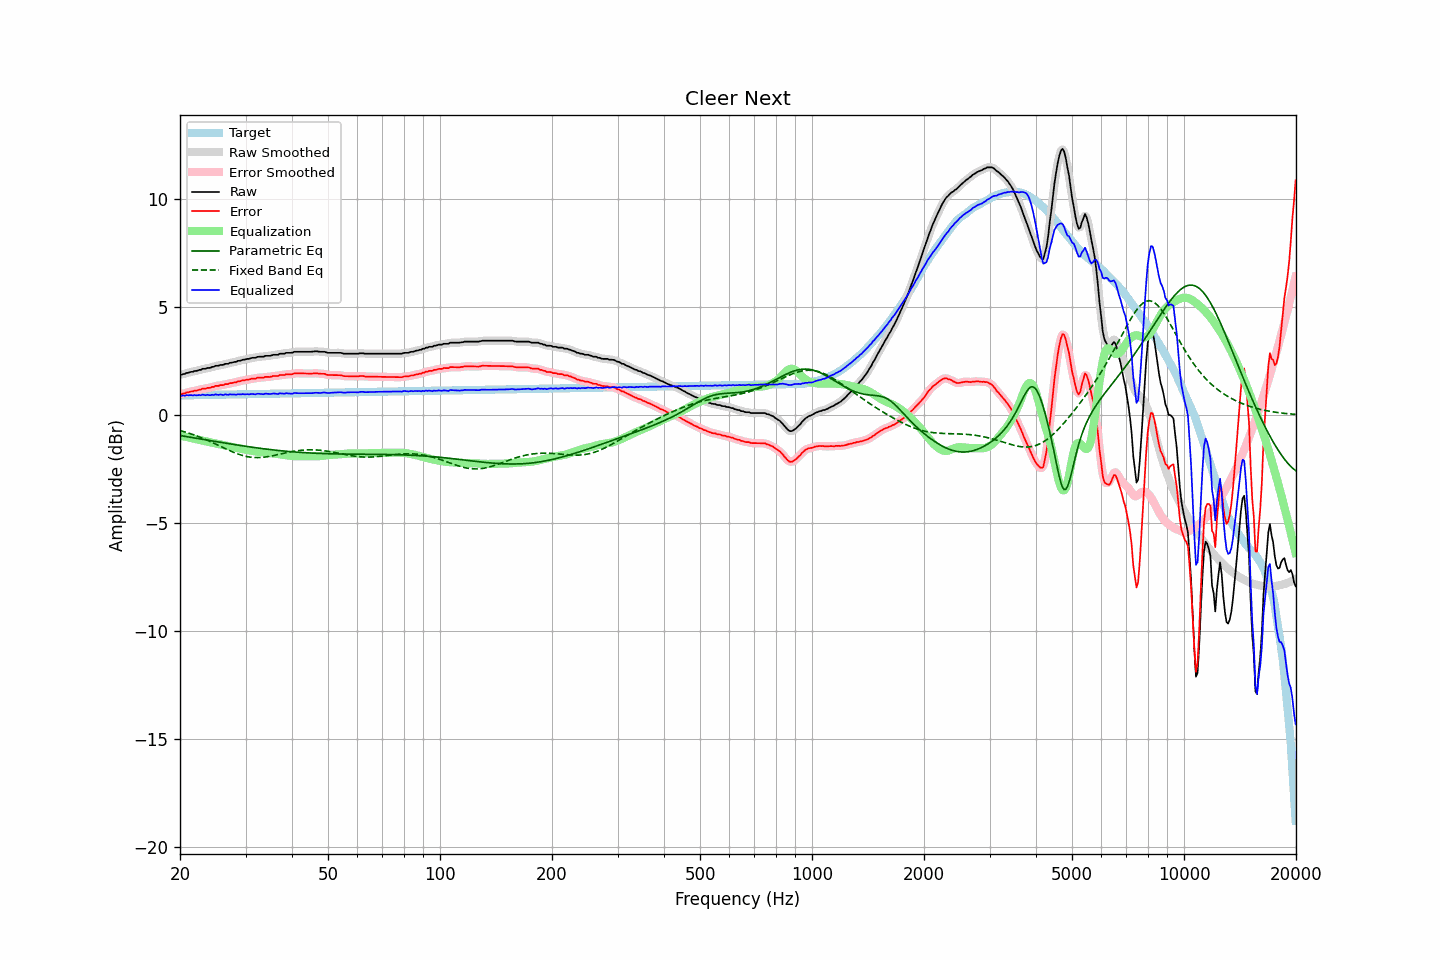 Cleer Next
Target
Raw Smoothed
Error Smoothed
Raw
Error
Equalization
Parametric Eq
Fixed Band Eq
Equalized
10
5
0
−5
−10
−15
−20
Amplitude (dBr)
20 50 100 200 500 1000 2000 5000 10000 20000
Frequency (Hz)